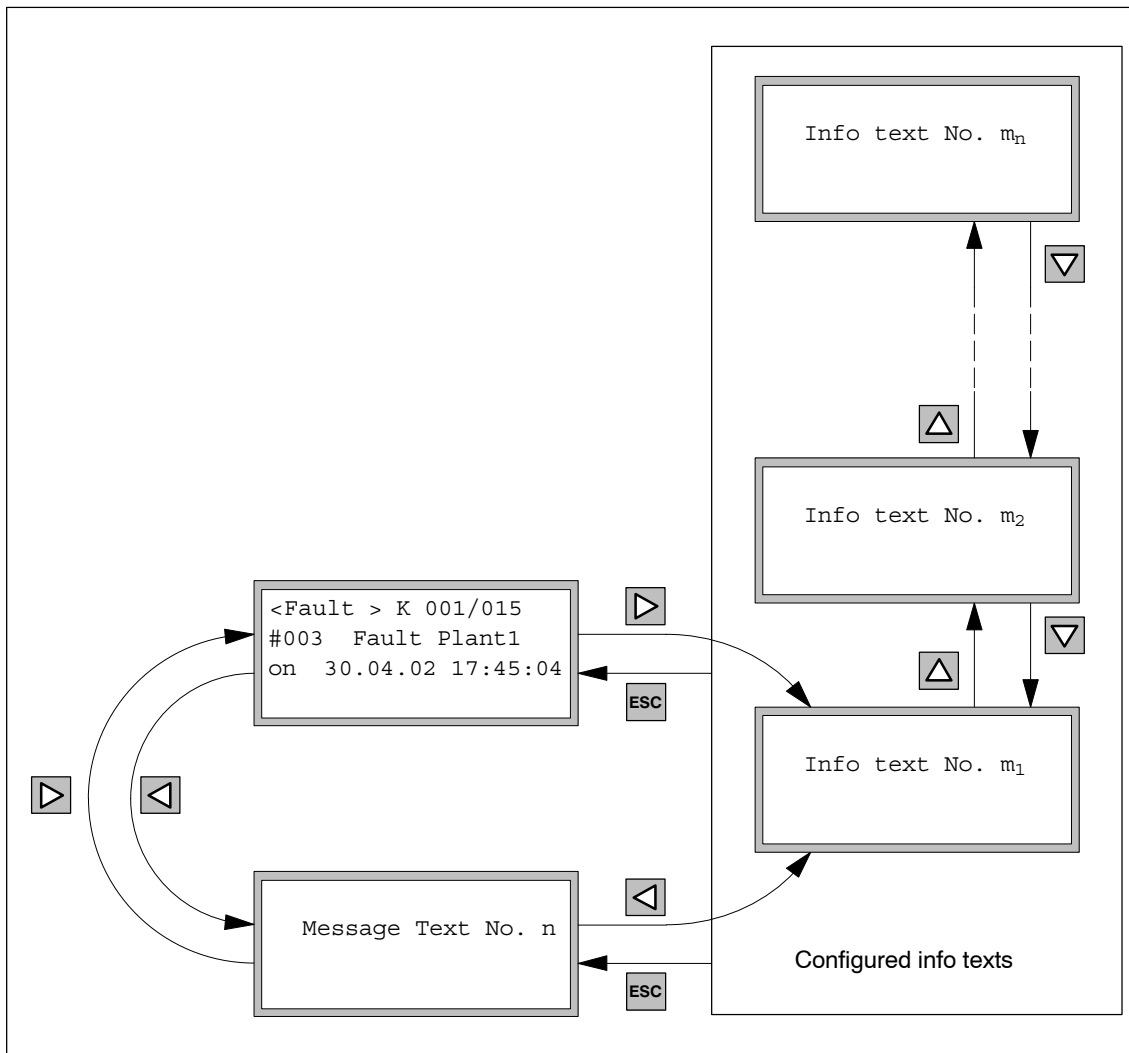 Info text No. mn
Info text No. m2
<Fault > K 001/015
#003  Fault Plant1
on  30.04.02 17:45:04
ESC
Info text No. m1
Message Text No. n
ESC
Configured info texts